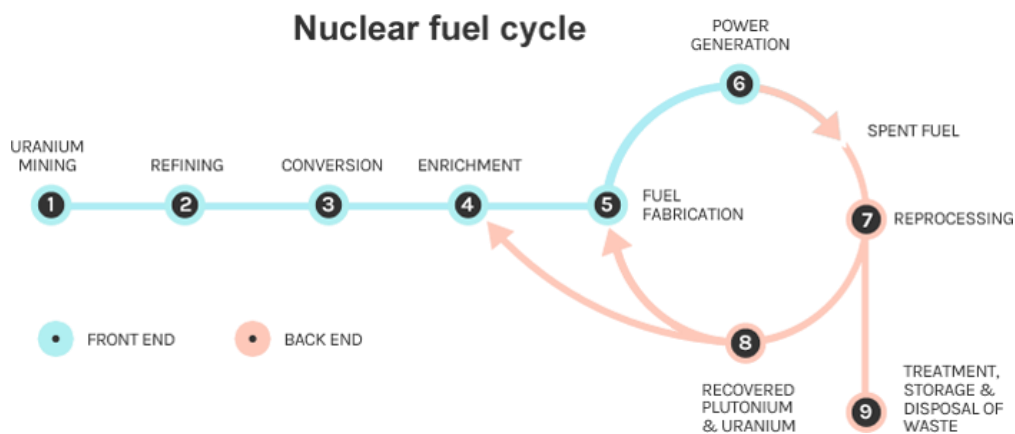 Nuclear fuel cycle
POWER
GENERATION
6
SPENT FUEL
URANIUM
MINING
REFINING
CONVERSION
ENRICHMENT
1
2
3
4
5
FUEL
FABRICATION
7
REPROCESSING
FRONT END
BACK END
8
RECOVERED
PLUTONIUM
& URANIUM
9
TREATMENT,
STORAGE &
DISPOSAL OF
WASTE